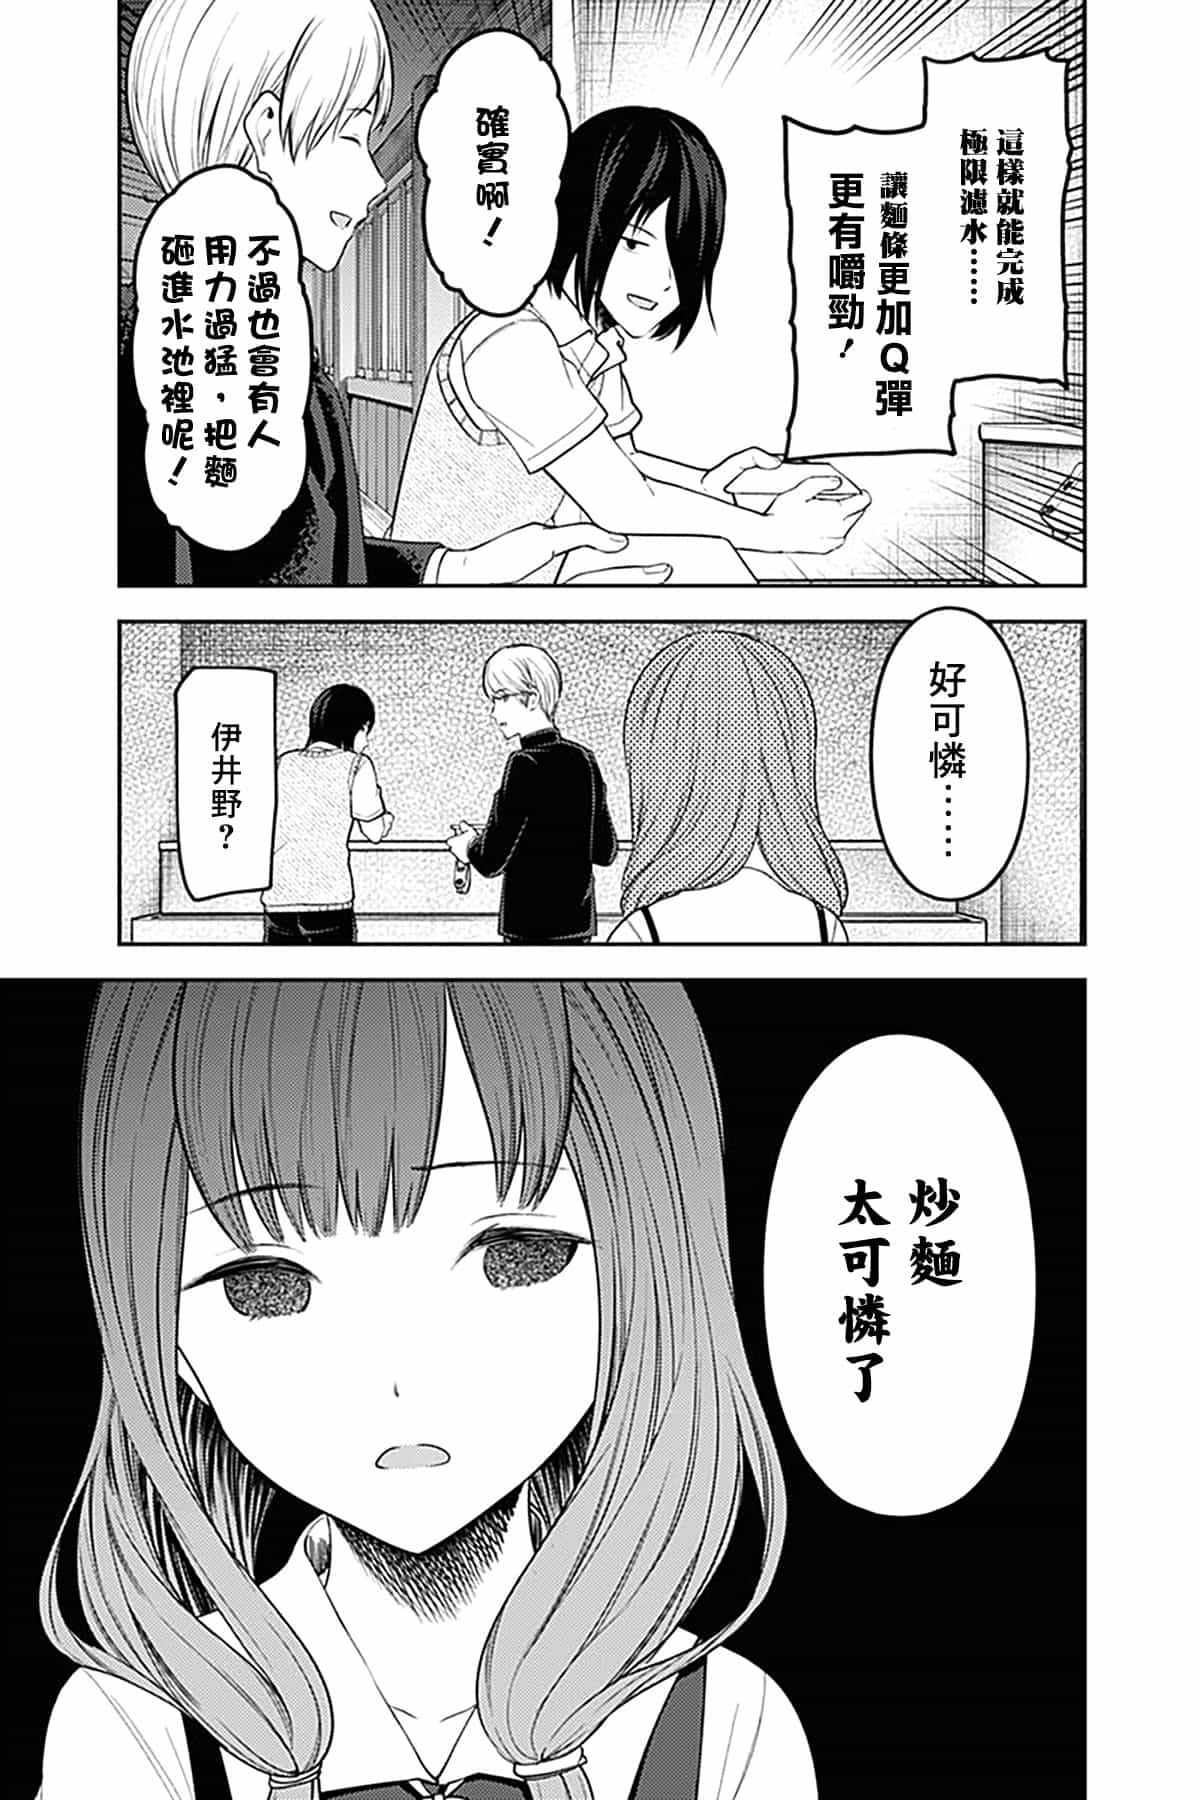 這樣就能完成
極限濾水……
讓麵條更加Q彈
更有嚼勁！
確實啊！
不過也會有人
用力過猛，把麵
砸進水池裡呢！
好可憐……
伊井野？
炒麵
太可憐了